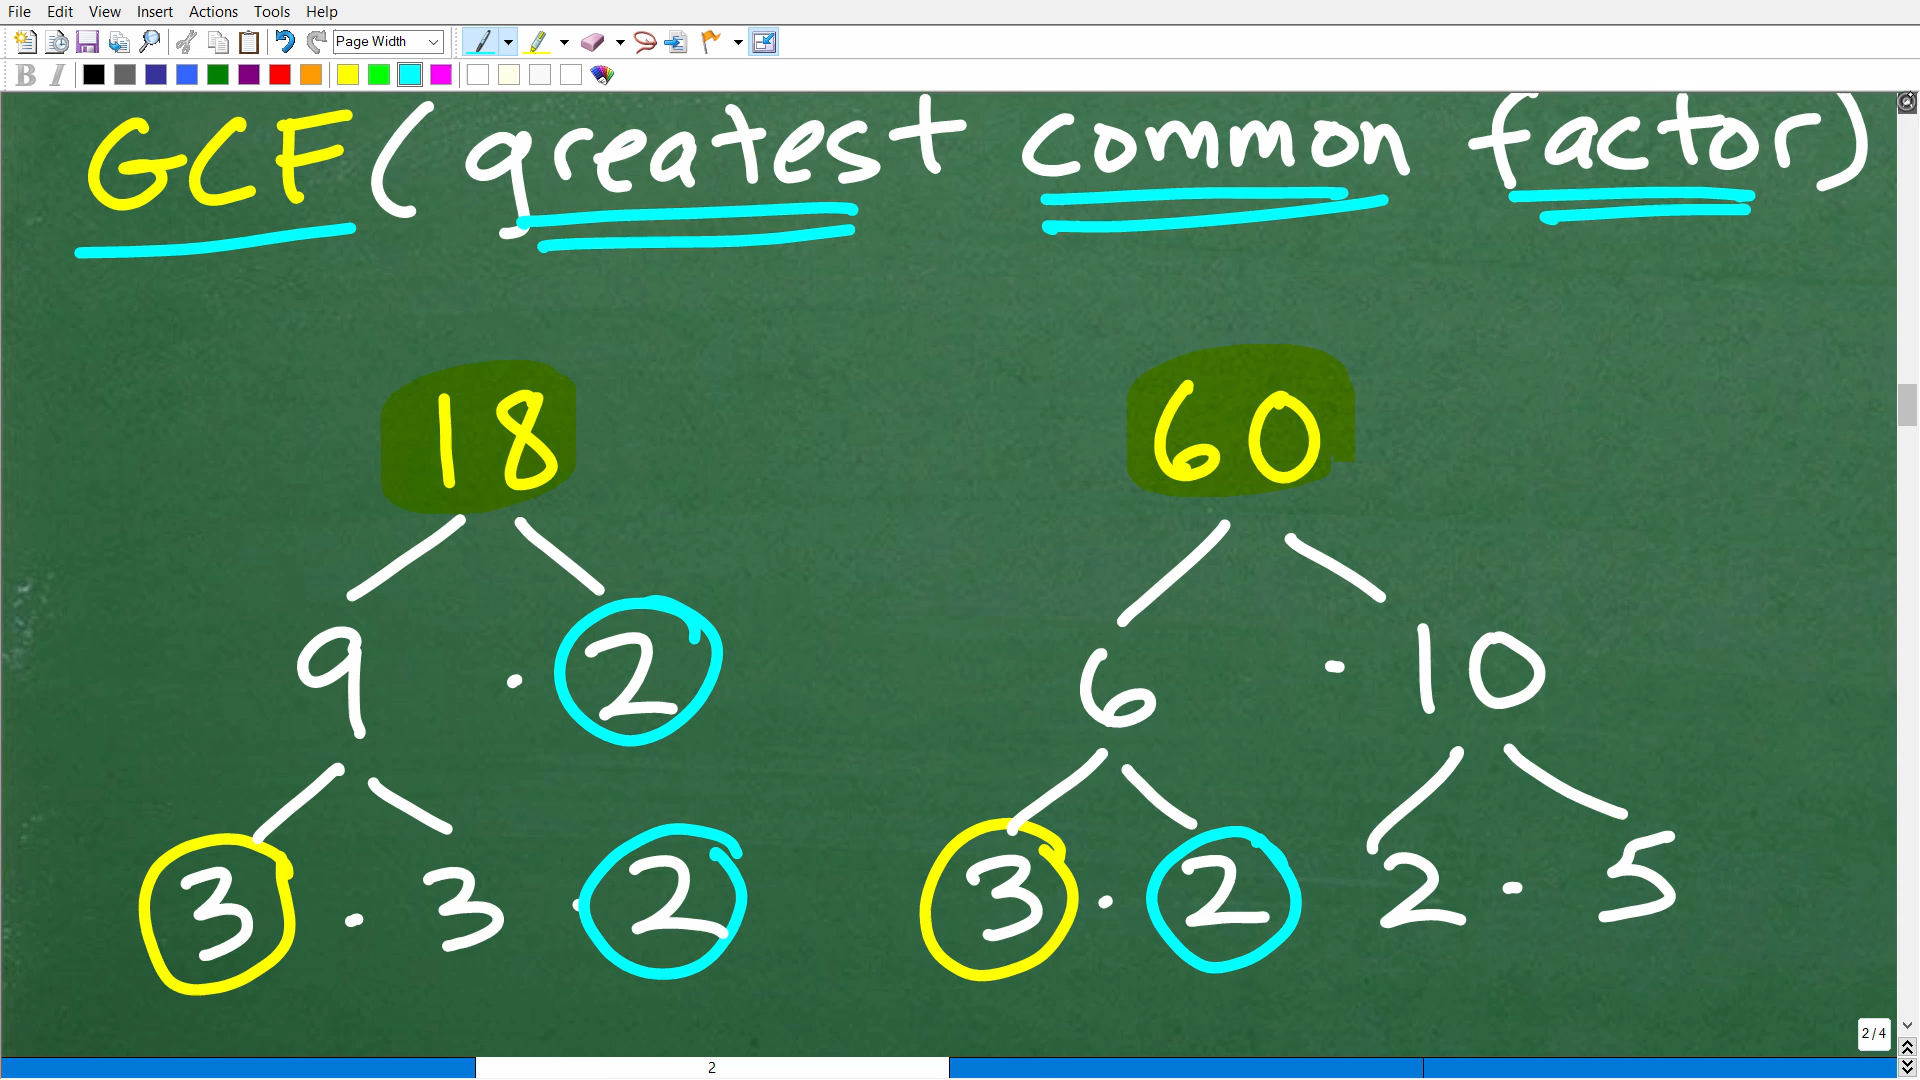 File Edit View Insert Actions Tools Help
Page Width
B I
GCF (greatest common factor)
18 60
9 · 2 6 · 10
3 · 3 · 2 3 · 2 2 · 5
2 / 4
2